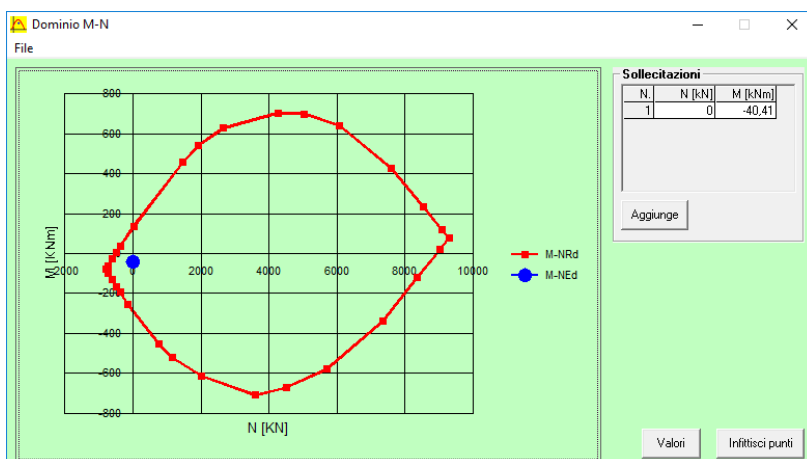 Dominio M-N
File
800
600
400
200
0
-200
-400
-600
-800
-2000
0
2000
4000
6000
8000
10000
M [KNm]
N [KN]
M-NRd
M-NEd
Sollecitazioni
N. N [kN] M [kNm]
1 0 -40,41
Aggiunge
Valori
Infittisci punti